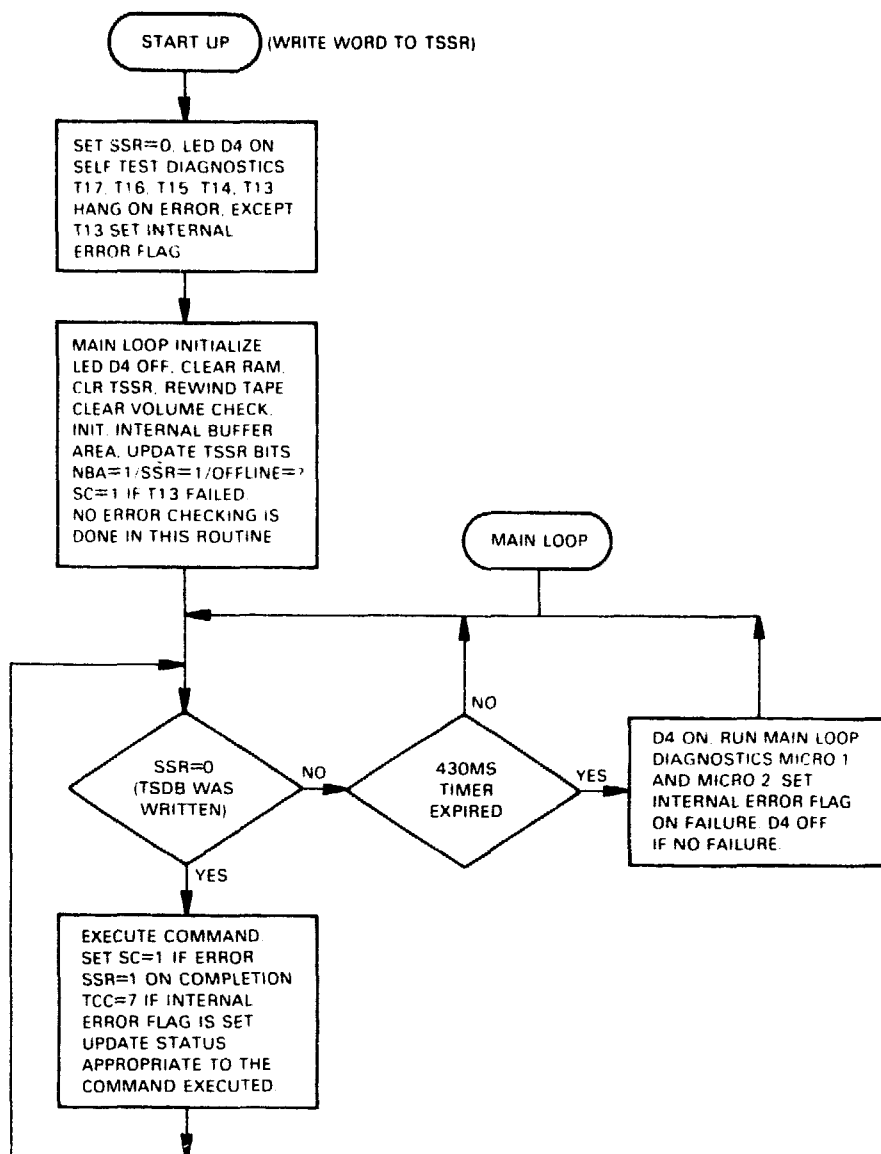 START UP (WRITE WORD TO TSSR)
SET SSR=0, LED D4 ON
SELF TEST DIAGNOSTICS
T17, T16, T15, T14, T13
HANG ON ERROR, EXCEPT
T13 SET INTERNAL
ERROR FLAG
MAIN LOOP INITIALIZE
LED D4 OFF, CLEAR RAM,
CLR TSSR, REWIND TAPE
CLEAR VOLUME CHECK,
INIT. INTERNAL BUFFER
AREA, UPDATE TSSR BITS
NBA=1/SSR=1/OFFLINE=?
SC=1 IF T13 FAILED.
NO ERROR CHECKING IS
DONE IN THIS ROUTINE
MAIN LOOP
SSR=0
(TSDB WAS
WRITTEN)
NO
YES
430MS
TIMER
EXPIRED
NO
YES
D4 ON, RUN MAIN LOOP
DIAGNOSTICS MICRO 1
AND MICRO 2. SET
INTERNAL ERROR FLAG
ON FAILURE. D4 OFF
IF NO FAILURE.
EXECUTE COMMAND
SET SC=1 IF ERROR
SSR=1 ON COMPLETION
TCC=7 IF INTERNAL
ERROR FLAG IS SET
UPDATE STATUS
APPROPRIATE TO THE
COMMAND EXECUTED.